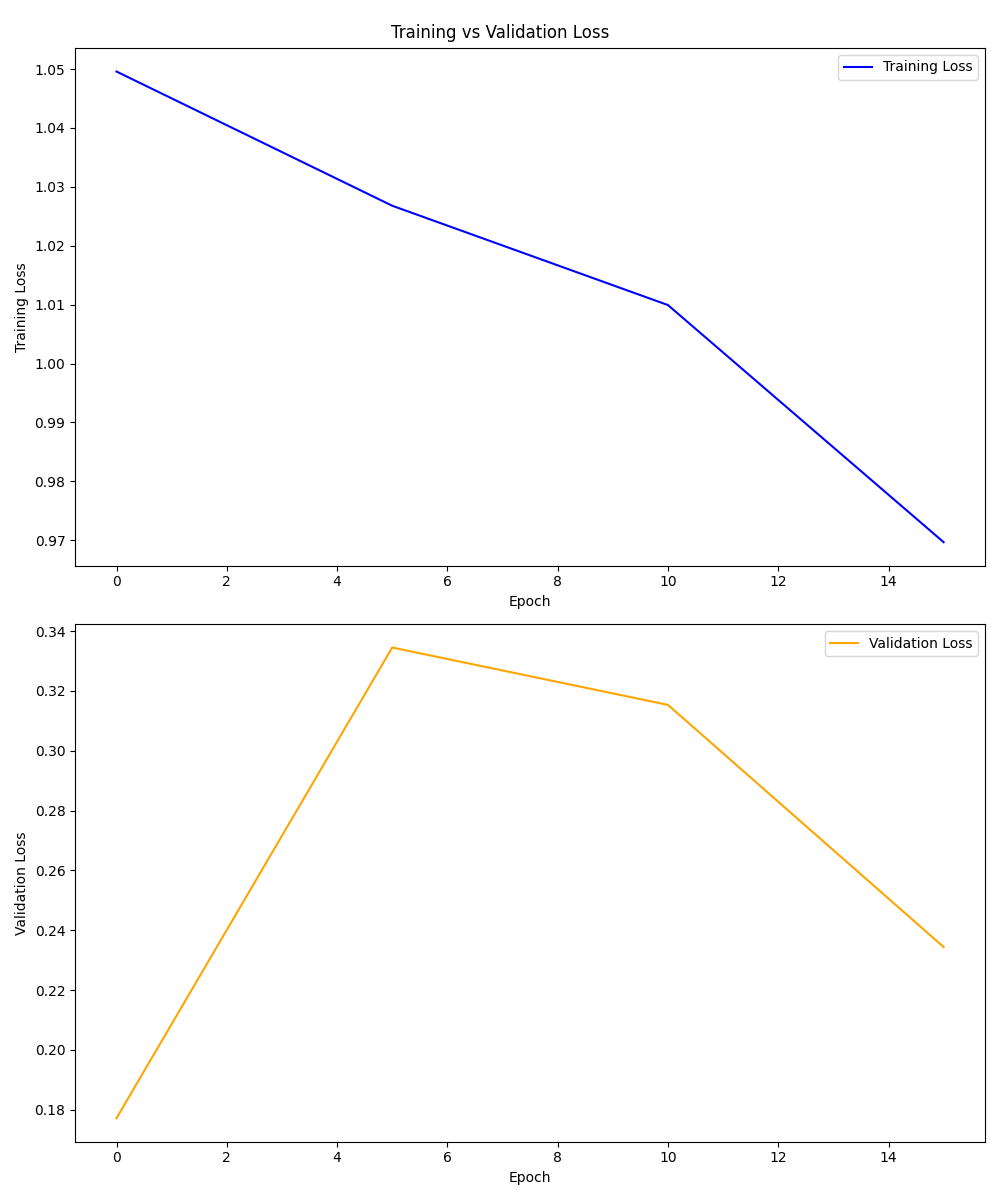 Training vs Validation Loss
Training Loss
1.05
1.04
1.03
1.02
1.01
1.00
0.99
0.98
0.97
Training Loss
0 2 4 6 8 10 12 14
Epoch
Validation Loss
0.34
0.32
0.30
0.28
0.26
0.24
0.22
0.20
0.18
Validation Loss
0 2 4 6 8 10 12 14
Epoch